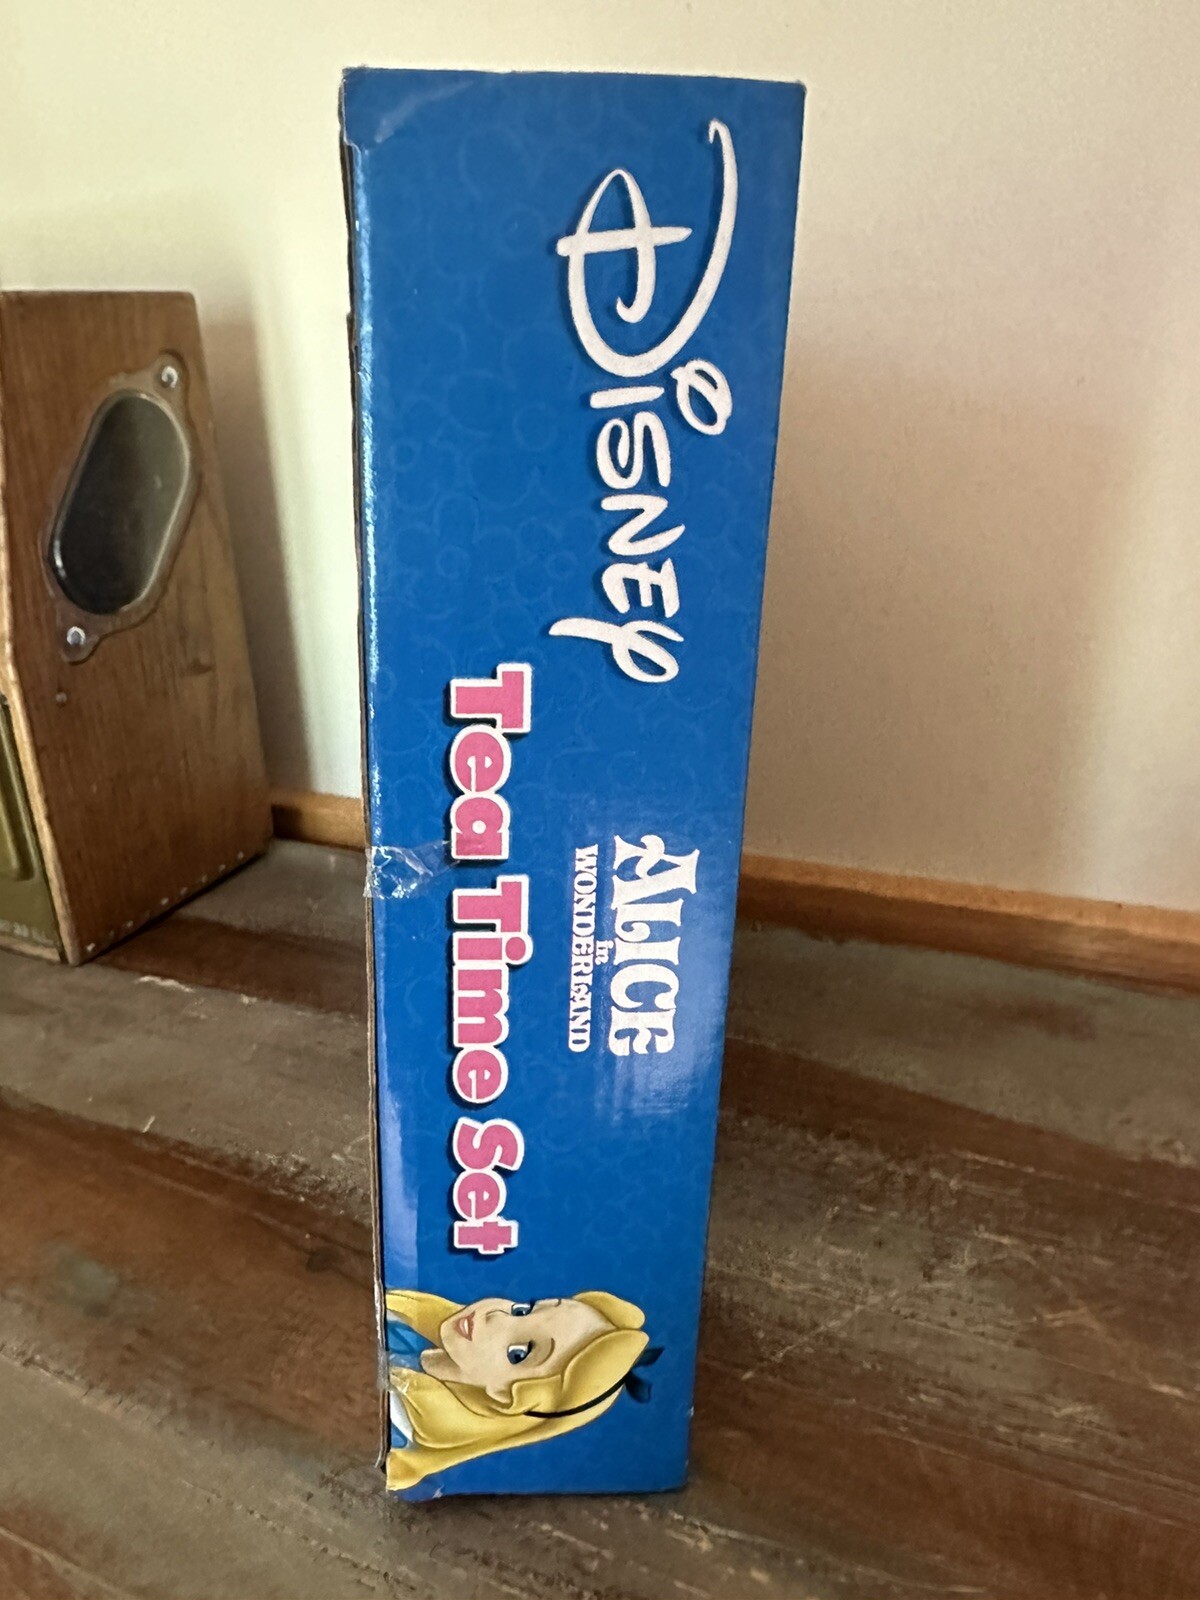 Disney
ALICE
in
WONDERLAND
Tea Time Set